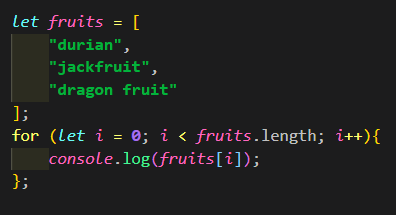 let fruits = [
    "durian",
    "jackfruit",
    "dragon fruit"
];
for (let i = 0; i < fruits.length; i++){
    console.log(fruits[i]);
};